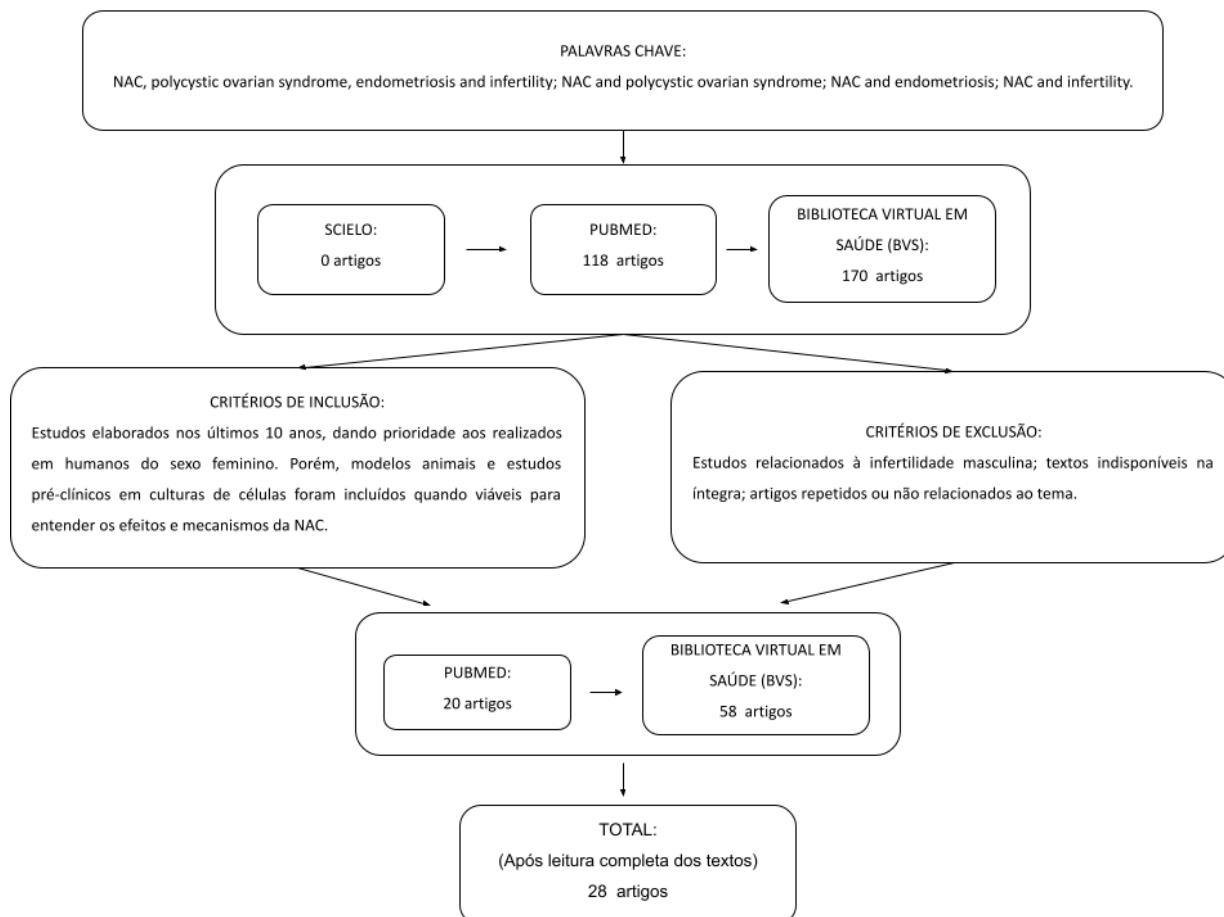 PALAVRAS CHAVE:
NAC, polycystic ovarian syndrome, endometriosis and infertility; NAC and polycystic ovarian syndrome; NAC and endometriosis; NAC and infertility.
SCIELO:
0 artigos
PUBMED:
118 artigos
BIBLIOTECA VIRTUAL EM
SAÚDE (BVS):
170 artigos
CRITÉRIOS DE INCLUSÃO:
Estudos elaborados nos últimos 10 anos, dando prioridade aos realizados
em humanos do sexo feminino. Porém, modelos animais e estudos
pré-clínicos em culturas de células foram incluídos quando viáveis para
entender os efeitos e mecanismos da NAC.
CRITÉRIOS DE EXCLUSÃO:
Estudos relacionados à infertilidade masculina; textos indisponíveis na
íntegra; artigos repetidos ou não relacionados ao tema.
PUBMED:
20 artigos
BIBLIOTECA VIRTUAL EM
SAÚDE (BVS):
58 artigos
TOTAL:
(Após leitura completa dos textos)
28 artigos